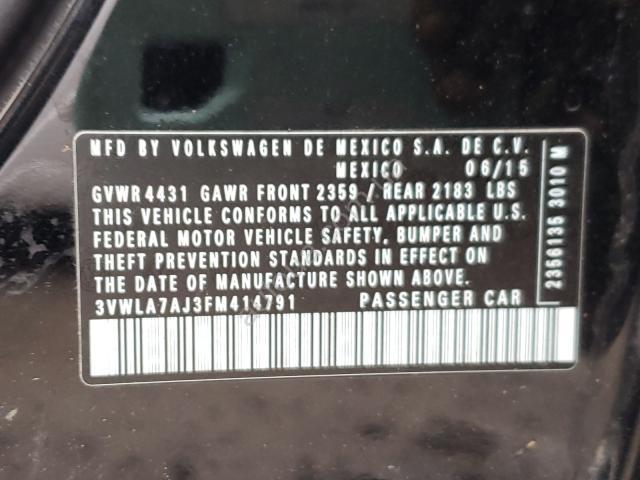 MFD BY VOLKSWAGEN DE MEXICO S.A. DE C.V.
MEXICO 06/15
GVWR 4431 GAWR FRONT 2359 / REAR 2183 LBS
THIS VEHICLE CONFORMS TO ALL APPLICABLE U.S.
FEDERAL MOTOR VEHICLE SAFETY, BUMPER AND
THEFT PREVENTION STANDARDS IN EFFECT ON
THE DATE OF MANUFACTURE SHOWN ABOVE.
3VWLA7AJ3FM414791 PASSENGER CAR
2356135 3010 M